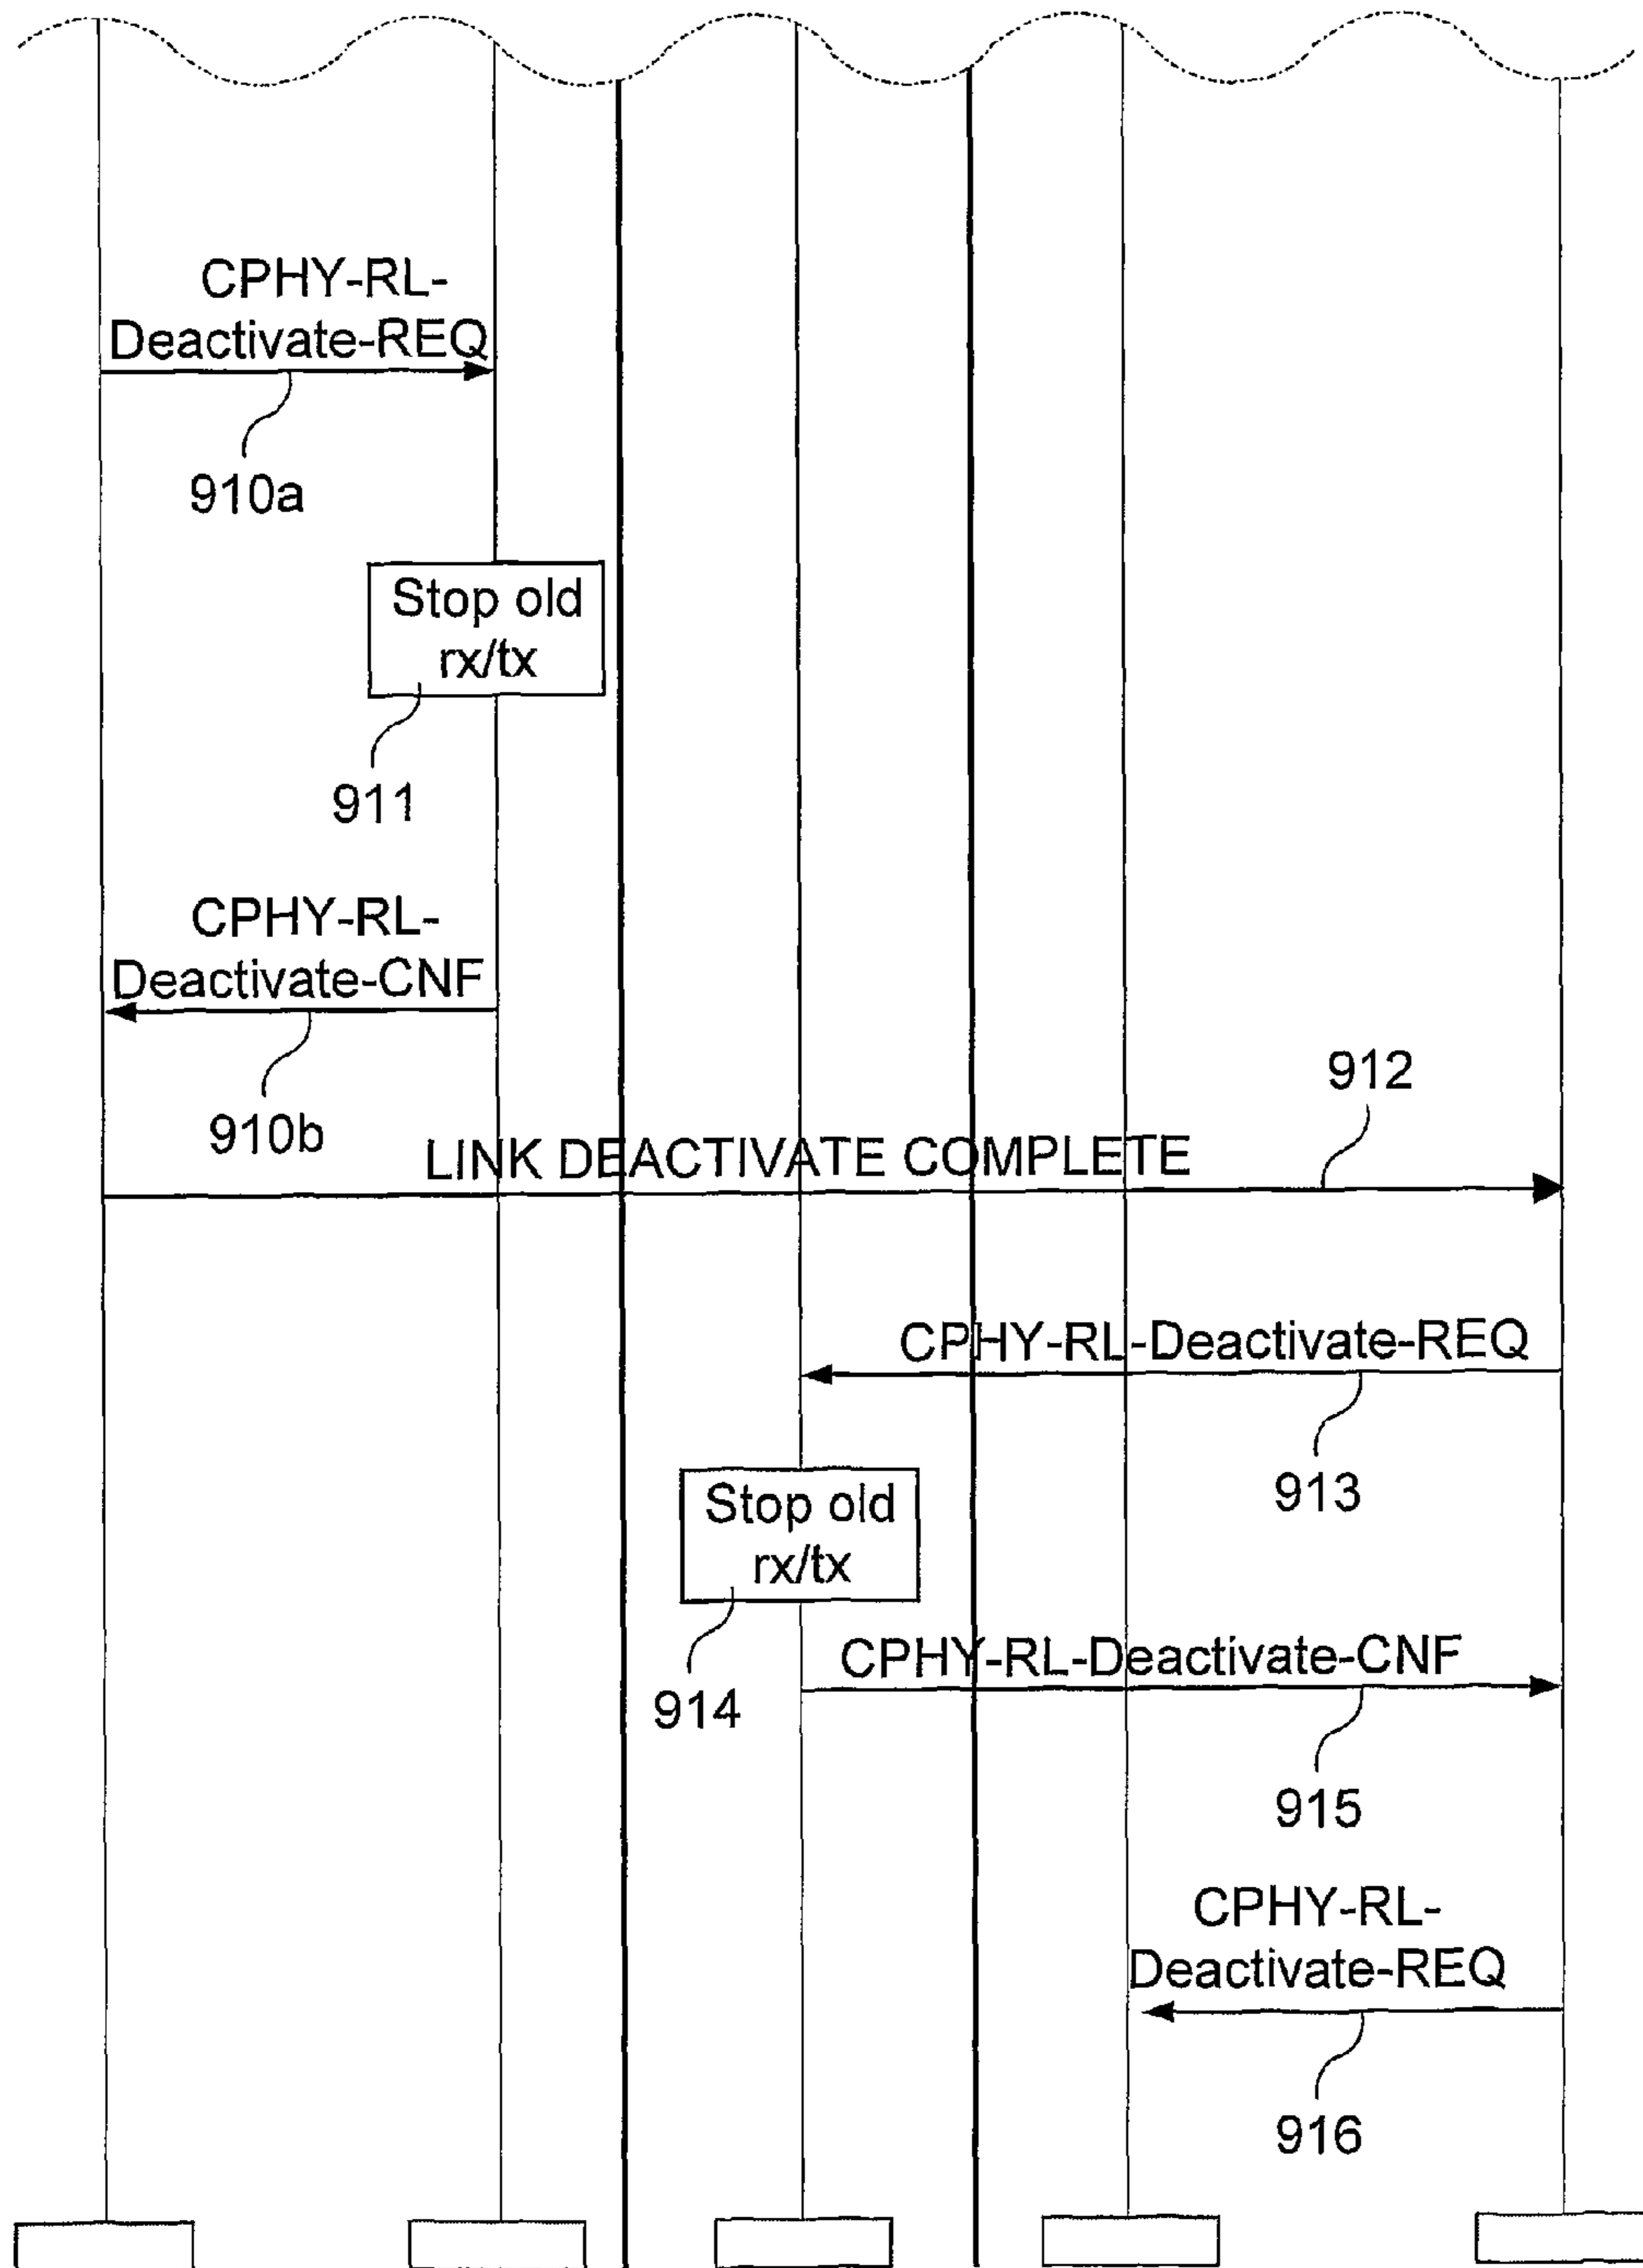 CPHY-RL-
Deactivate-REQ
910a
Stop old
rx/tx
911
CPHY-RL-
Deactivate-CNF
910b
912
LINK DEACTIVATE COMPLETE
CPHY-RL-Deactivate-REQ
913
Stop old
rx/tx
914
CPHY-RL-Deactivate-CNF
915
CPHY-RL-
Deactivate-REQ
916